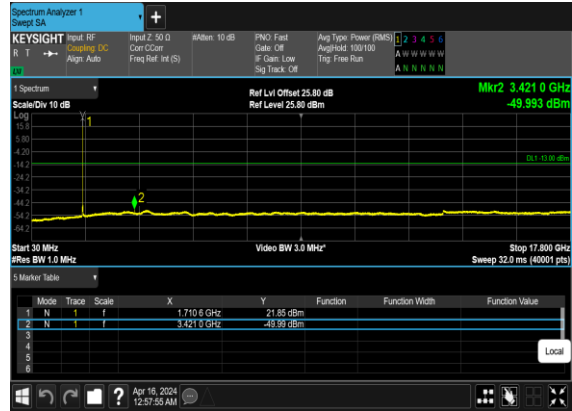 Spectrum Analyzer 1
Swept SA
+
KEYSIGHT Input: RF Input Z: 50 Ω #Atten: 10 dB PNO: Fast Avg Type: Power (RMS) 1 2 3 4 5 6
R T Coupling: DC Corr CCorr Gate: Off Avg|Hold: 100/100 A W W W W W
Align: Auto Freq Ref: Int (S) IF Gain: Low Trig: Free Run
Sig Track: Off A N N N N N
1 Spectrum Ref Lvl Offset 25.80 dB Mkr2 3.421 0 GHz
Scale/Div 10 dB Ref Level 25.80 dBm -49.993 dBm
Log
15.8
5.80
-4.20
-14.2
-24.2
-34.2
-44.2
-54.2
-64.2
1
2
DL1 -13.00 dBm
Start 30 MHz Video BW 3.0 MHz* Stop 17.800 GHz
#Res BW 1.0 MHz Sweep 32.0 ms (40001 pts)
5 Marker Table
Mode Trace Scale X Y Function Function Width Function Value
1 N 1 f 1.710 6 GHz 21.85 dBm
2 N 1 f 3.421 0 GHz -49.99 dBm
3
4
5
6
Local
? Apr 16, 2024
12:57:55 AM